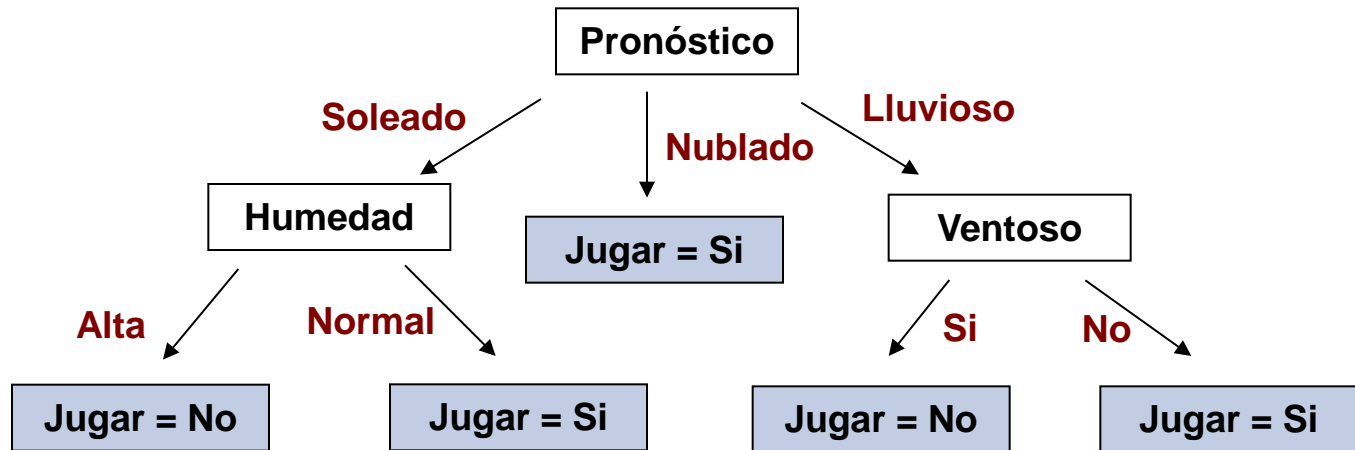 Pronóstico
Soleado
Nublado
Lluvioso
Humedad
Jugar = Si
Ventoso
Alta
Normal
Si
No
Jugar = No
Jugar = Si
Jugar = No
Jugar = Si